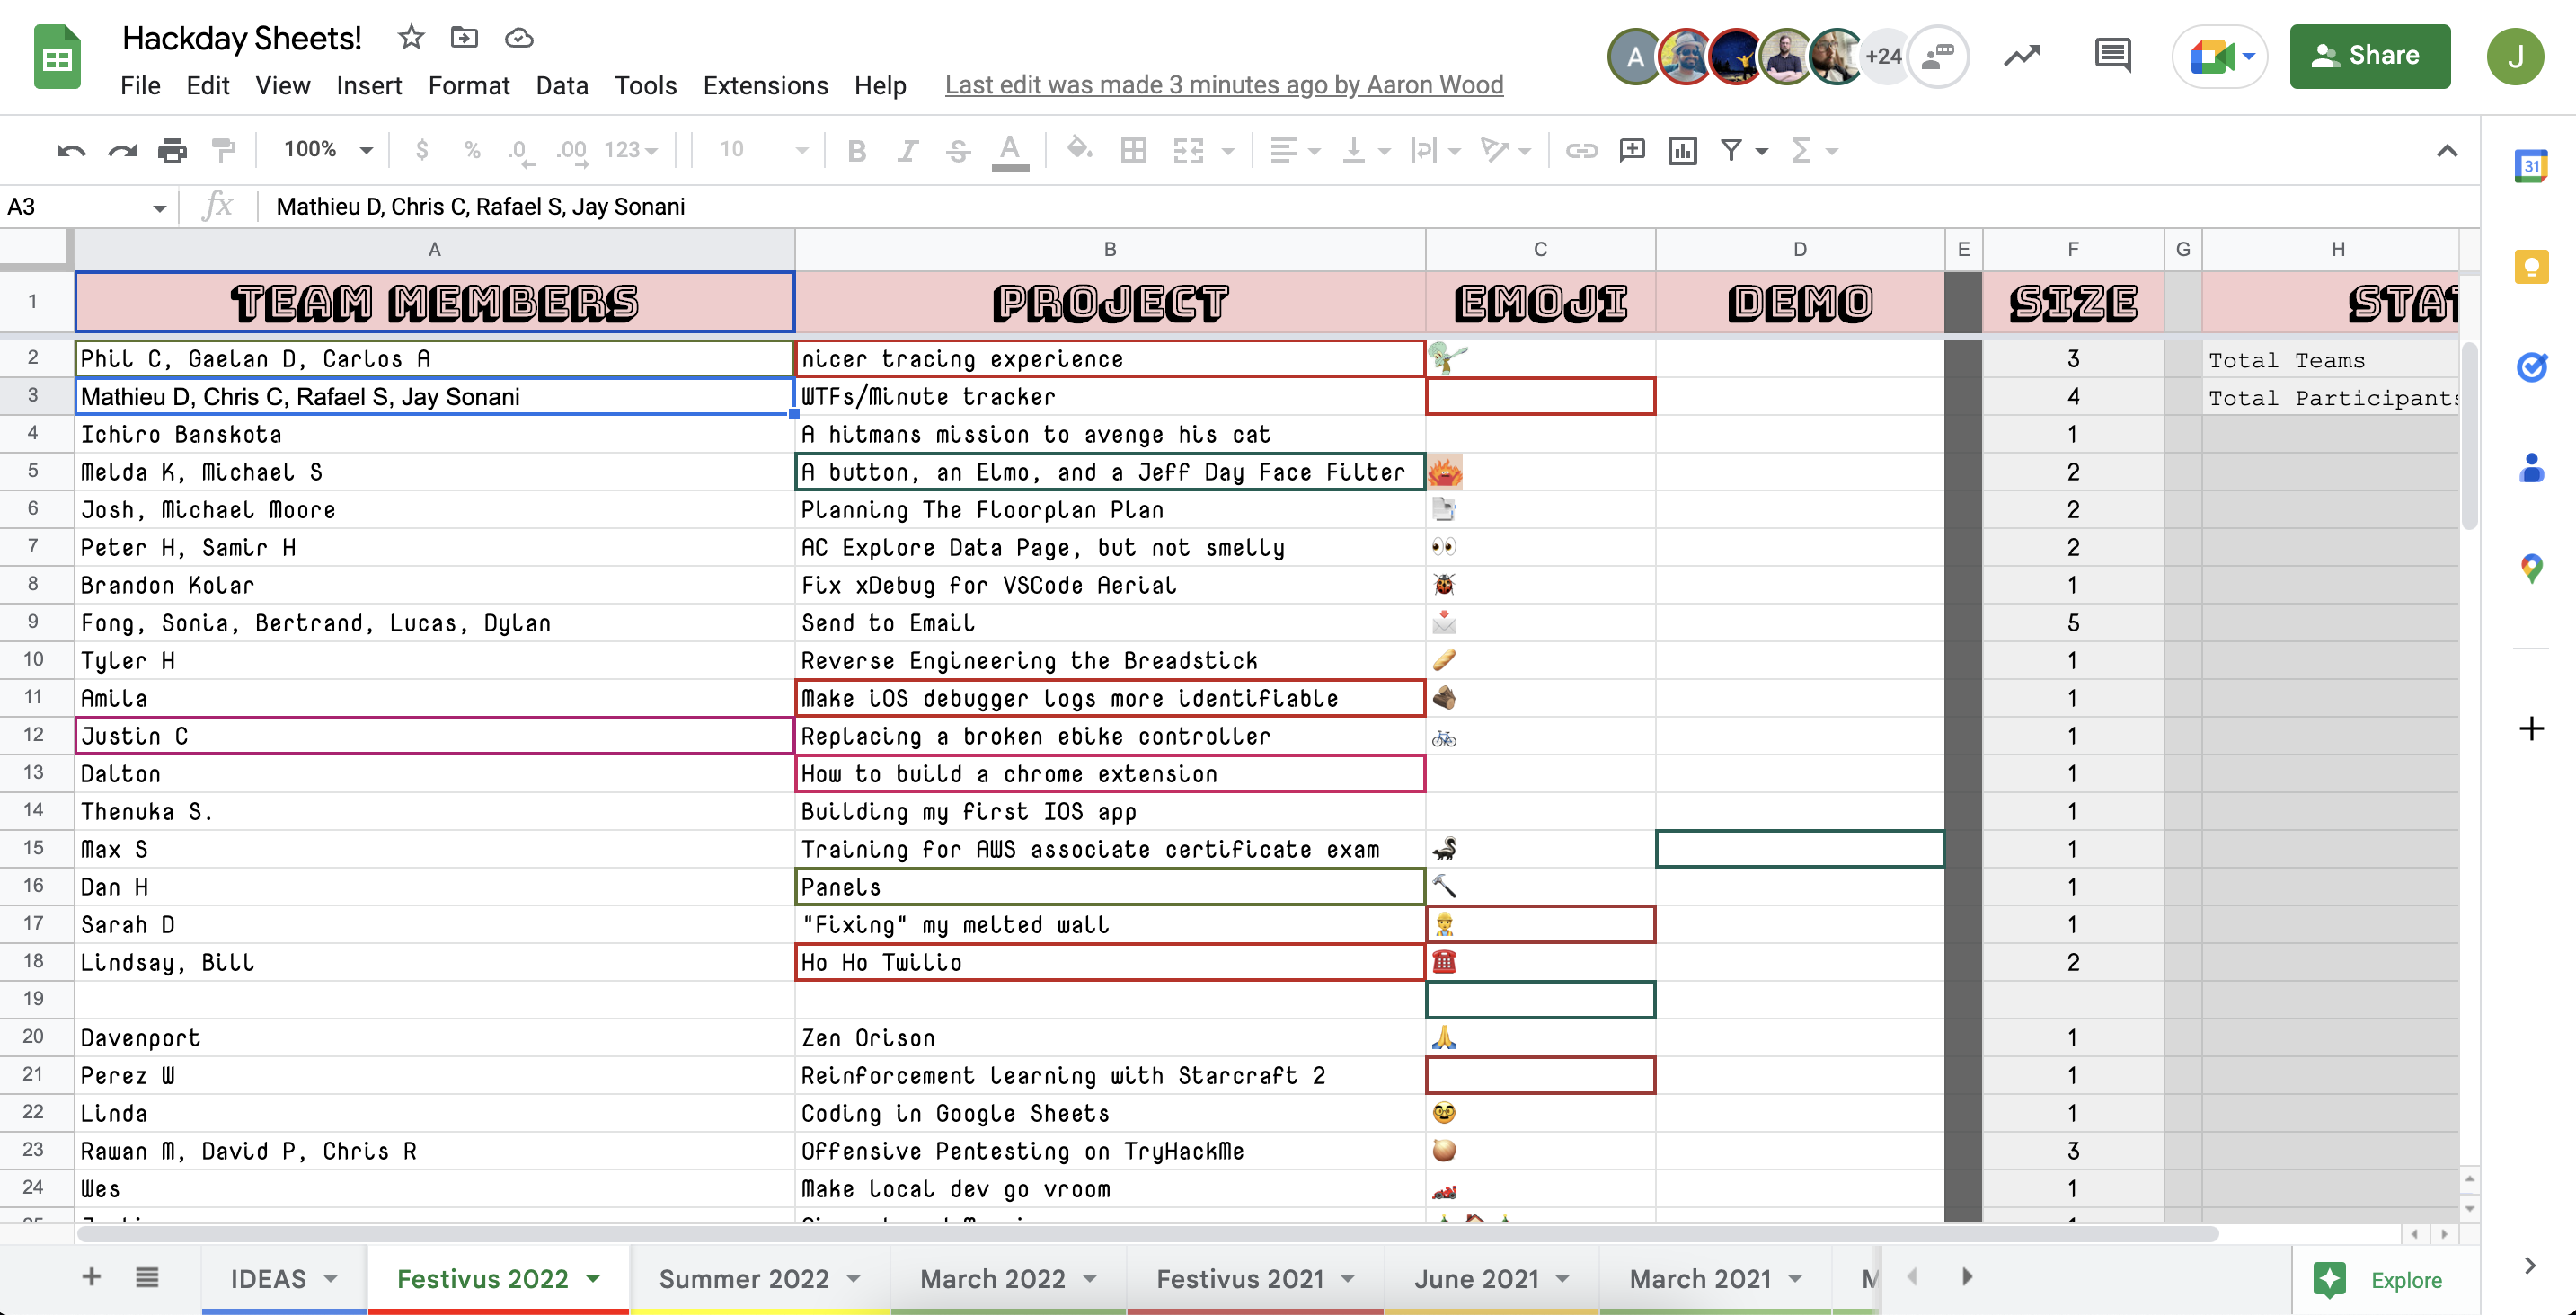 Hackday Sheets!
File Edit View Insert Format Data Tools Extensions Help Last edit was made 3 minutes ago by Aaron Wood
A +24 Share J
100% $ % .0 .00 123 10 B I S A
31
A3 fx Mathieu D, Chris C, Rafael S, Jay Sonani
A B C D E F G H
1 TEAM MEMBERS PROJECT EMOJI DEMO SIZE STAT
2 Phil C, Gaelan D, Carlos A nicer tracing experience 3 Total Teams
3 Mathieu D, Chris C, Rafael S, Jay Sonani WTFs/Minute tracker 4 Total Participants
4 Ichiro Banskota A hitmans mission to avenge his cat 1
5 Melda K, Michael S A button, an Elmo, and a Jeff Day Face Filter 2
6 Josh, Michael Moore Planning The Floorplan Plan 2
7 Peter H, Samir H AC Explore Data Page, but not smelly 2
8 Brandon Kolar Fix xDebug for VSCode Aerial 1
9 Fong, Sonia, Bertrand, Lucas, Dylan Send to Email 5
10 Tyler H Reverse Engineering the Breadstick 1
11 Amila Make iOS debugger logs more identifiable 1
12 Justin C Replacing a broken ebike controller 1
13 Dalton How to build a chrome extension 1
14 Thenuka S. Building my first IOS app 1
15 Max S Training for AWS associate certificate exam 1
16 Dan H Panels 1
17 Sarah D "Fixing" my melted wall 1
18 Lindsay, Bill Ho Ho Twilio 2
19
20 Davenport Zen Orison 1
21 Perez W Reinforcement learning with Starcraft 2 1
22 Linda Coding in Google Sheets 1
23 Rawan M, David P, Chris R Offensive Pentesting on TryHackMe 3
24 Wes Make local dev go vroom 1
IDEAS Festivus 2022 Summer 2022 March 2022 Festivus 2021 June 2021 March 2021 M Explore